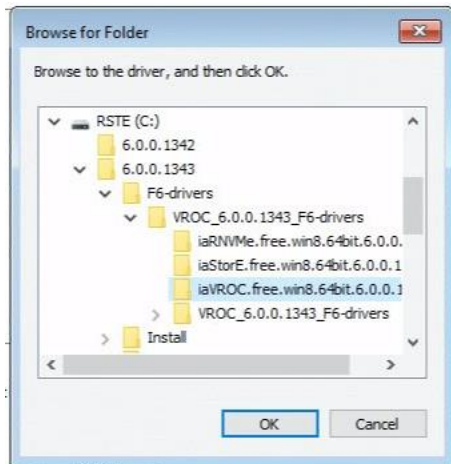 Browse for Folder
Browse to the driver, and then click OK.
RSTE (C:)
6.0.0.1342
6.0.0.1343
F6-drivers
VROC_6.0.0.1343_F6-drivers
iaRNVMe.free.win8.64bit.6.0.0.
iaStorE.free.win8.64bit.6.0.0.1
iaVROC.free.win8.64bit.6.0.0.1
VROC_6.0.0.1343_F6-drivers
Install
OK Cancel